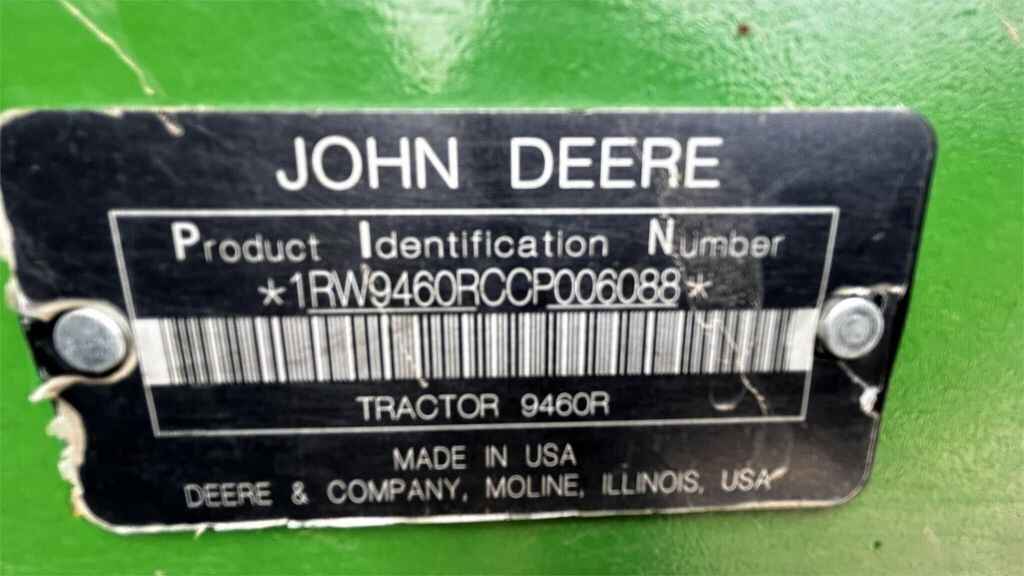 JOHN DEERE
Product Identification Number
*1RW9460RCCP006088*
TRACTOR 9460R
MADE IN USA
DEERE & COMPANY, MOLINE, ILLINOIS, USA